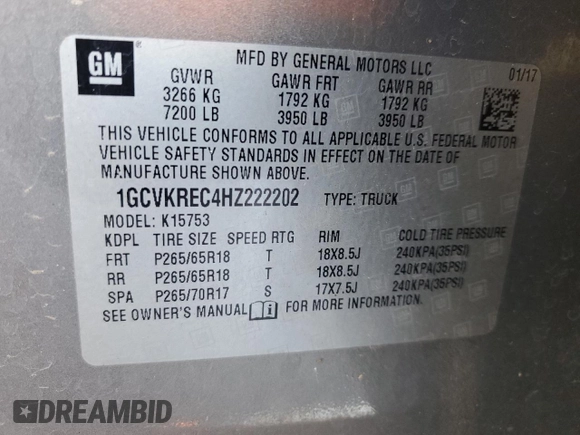 GM
MFD BY GENERAL MOTORS LLC
01/17
GVWR GAWR FRT GAWR RR
3266 KG 1792 KG 1792 KG
7200 LB 3950 LB 3950 LB
THIS VEHICLE CONFORMS TO ALL APPLICABLE U.S. FEDERAL MOTOR
VEHICLE SAFETY STANDARDS IN EFFECT ON THE DATE OF
MANUFACTURE SHOWN ABOVE.
1GCVKREC4HZ222202 TYPE: TRUCK
MODEL: K15753
KDPL TIRE SIZE SPEED RTG RIM COLD TIRE PRESSURE
FRT P265/65R18 T 18X8.5J 240KPA(35PSI)
RR P265/65R18 T 18X8.5J 240KPA(35PSI)
SPA P265/70R17 S 17X7.5J 240KPA(35PSI)
SEE OWNER'S MANUAL FOR MORE INFORMATION.
DREAMBID